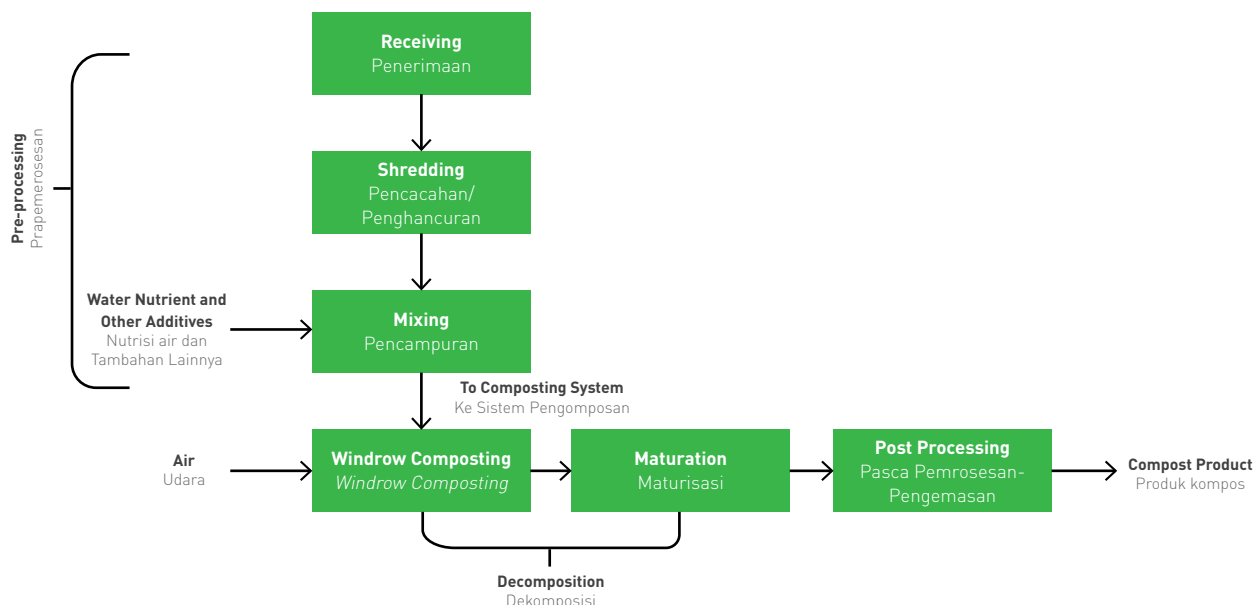 Receiving
Penerimaan
Pre-processing
Prapemerosesan
Shredding
Pencacahan/
Penghancuran
Water Nutrient and
Other Additives
Nutrisi air dan
Tambahan Lainnya
Mixing
Pencampuran
To Composting System
Ke Sistem Pengomposan
Air
Udara
Windrow Composting
Windrow Composting
Maturation
Maturisasi
Post Processing
Pasca Pemrosesan-
Pengemasan
Compost Product
Produk kompos
Decomposition
Dekomposisi